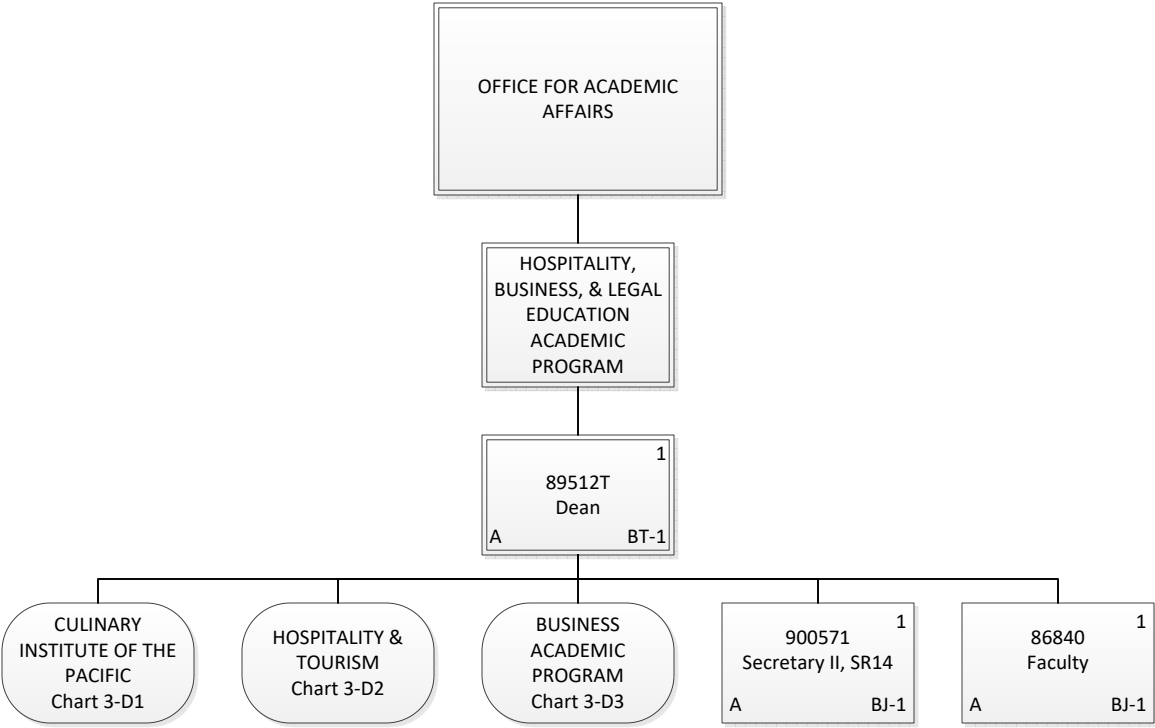 OFFICE FOR ACADEMIC
AFFAIRS
HOSPITALITY,
BUSINESS, & LEGAL
EDUCATION
ACADEMIC
PROGRAM
1
89512T
Dean
A BT-1
CULINARY
INSTITUTE OF THE
PACIFIC
Chart 3-D1
HOSPITALITY &
TOURISM
Chart 3-D2
BUSINESS
ACADEMIC
PROGRAM
Chart 3-D3
1
900571
Secretary II, SR14
A BJ-1
1
86840
Faculty
A BJ-1